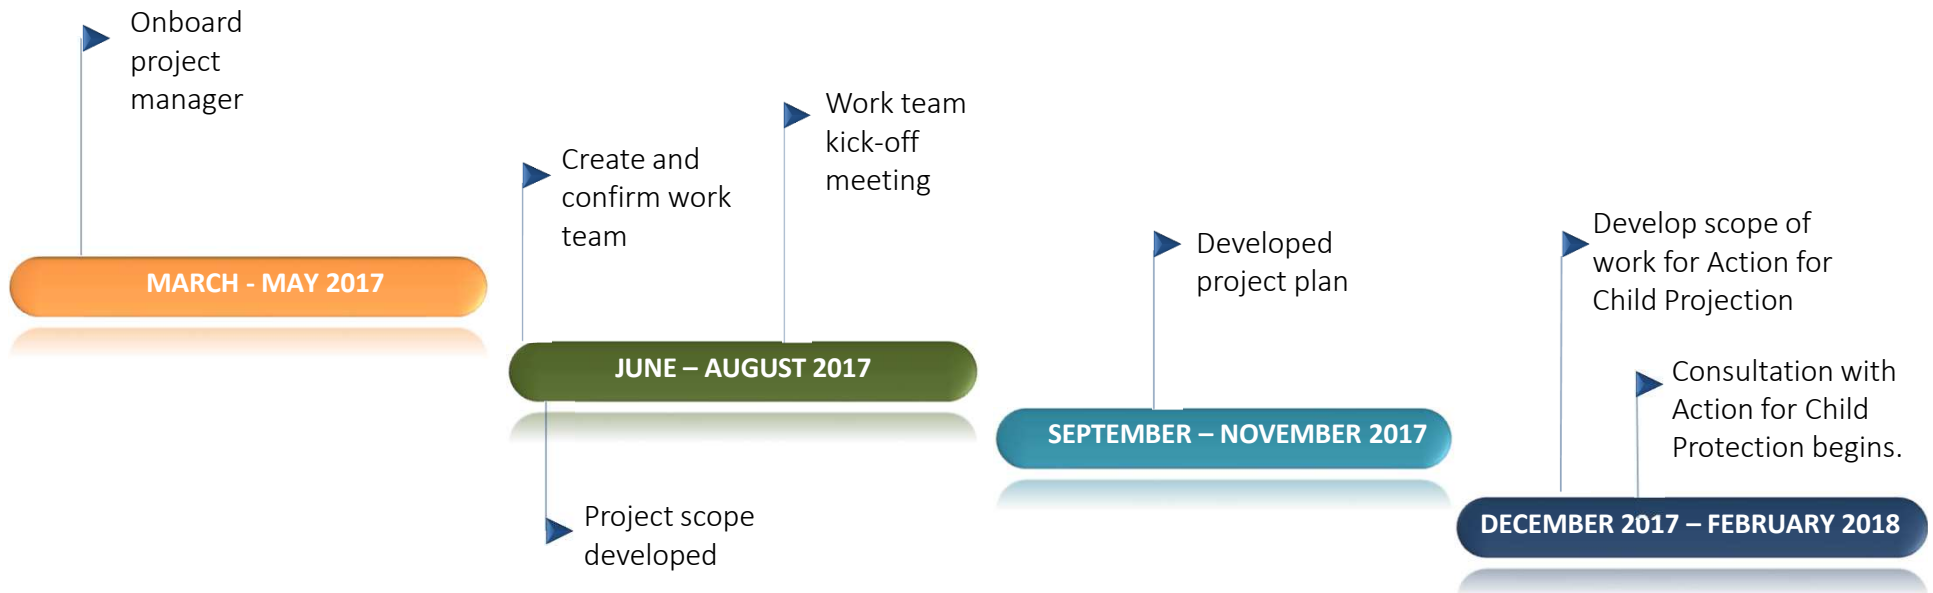 Onboard
project
manager
MARCH - MAY 2017
Create and
confirm work
team
Work team
kick-off
meeting
JUNE – AUGUST 2017
Project scope
developed
Developed
project plan
SEPTEMBER – NOVEMBER 2017
Develop scope of
work for Action for
Child Projection
Consultation with
Action for Child
Protection begins.
DECEMBER 2017 – FEBRUARY 2018